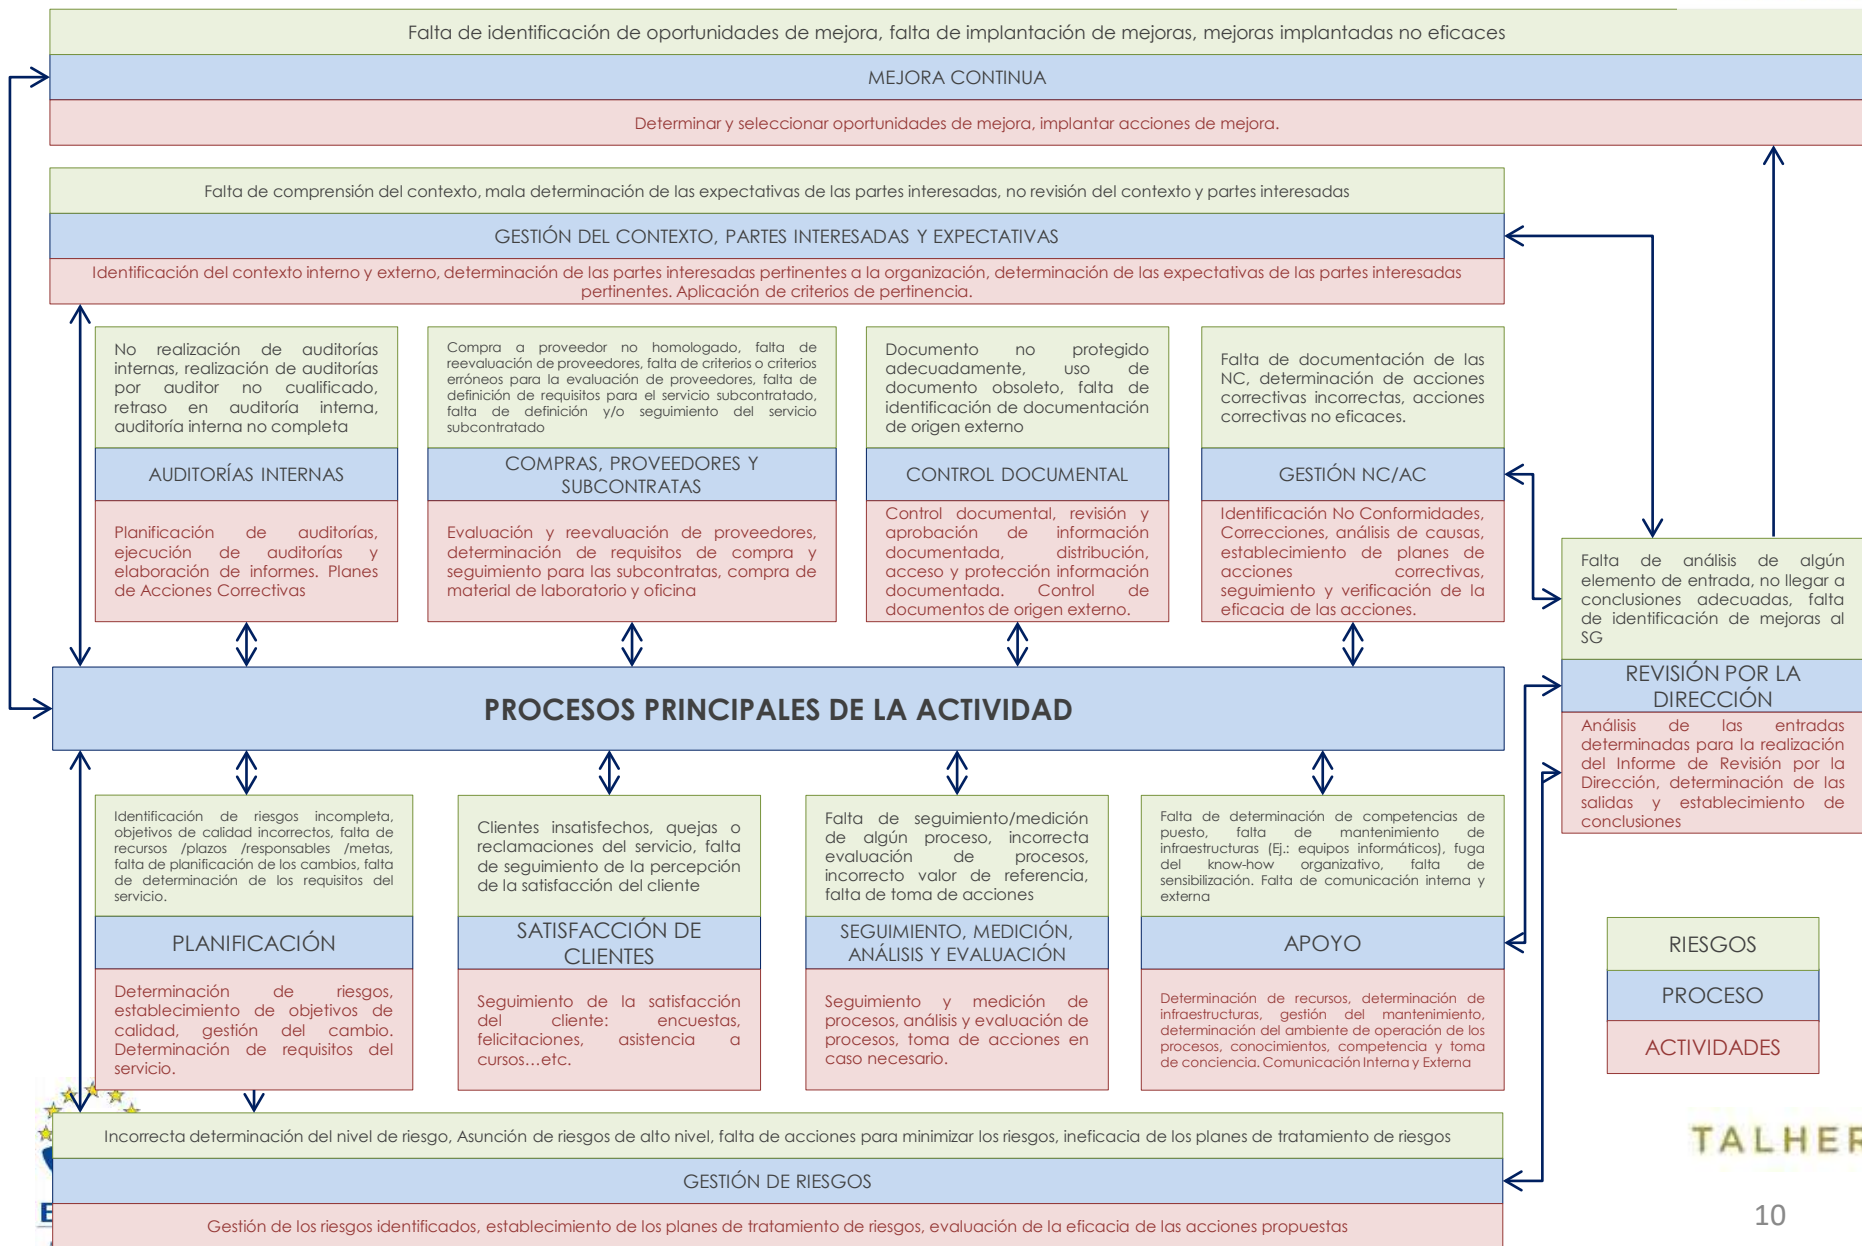 Falta de identificación de oportunidades de mejora, falta de implantación de mejoras, mejoras implantadas no eficaces
MEJORA CONTINUA
Determinar y seleccionar oportunidades de mejora, implantar acciones de mejora.
Falta de comprensión del contexto, mala determinación de las expectativas de las partes interesadas, no revisión del contexto y partes interesadas
GESTIÓN DEL CONTEXTO, PARTES INTERESADAS Y EXPECTATIVAS
Identificación del contexto interno y externo, determinación de las partes interesadas pertinentes a la organización, determinación de las expectativas de las partes interesadas
pertinentes. Aplicación de criterios de pertinencia.
No realización de auditorías
internas, realización de auditorías
por auditor no cualificado,
retraso en auditoría interna,
auditoría interna no completa
AUDITORÍAS INTERNAS
Planificación de auditorías,
ejecución de auditorías y
elaboración de informes. Planes
de Acciones Correctivas
Compra a proveedor no homologado, falta de
reevaluación de proveedores, falta de criterios o criterios
erróneos para la evaluación de proveedores, falta de
definición de requisitos para el servicio subcontratado,
falta de definición y/o seguimiento del servicio
subcontratado
COMPRAS, PROVEEDORES Y
SUBCONTRATAS
Evaluación y reevaluación de proveedores,
determinación de requisitos de compra y
seguimiento para las subcontratas, compra de
material de laboratorio y oficina
Documento no protegido
adecuadamente, uso de
documento obsoleto, falta de
identificación de documentación
de origen externo
CONTROL DOCUMENTAL
Control documental, revisión y
aprobación de información
documentada, distribución,
acceso y protección información
documentada. Control de
documentos de origen externo.
Falta de documentación de las
NC, determinación de acciones
correctivas incorrectas, acciones
correctivas no eficaces.
GESTIÓN NC/AC
Identificación No Conformidades,
Correcciones, análisis de causas,
establecimiento de planes de
acciones correctivas,
seguimiento y verificación de la
eficacia de las acciones.
Falta de análisis de algún
elemento de entrada, no llegar a
conclusiones adecuadas, falta
de identificación de mejoras al
SG
REVISIÓN POR LA
DIRECCIÓN
Análisis de las entradas
determinadas para la realización
del Informe de Revisión por la
Dirección, determinación de las
salidas y establecimiento de
conclusiones
PROCESOS PRINCIPALES DE LA ACTIVIDAD
Identificación de riesgos incompleta,
objetivos de calidad incorrectos, falta de
recursos /plazos /responsables /metas,
falta de planificación de los cambios, falta
de determinación de los requisitos del
servicio.
PLANIFICACIÓN
Determinación de riesgos,
establecimiento de objetivos de
calidad, gestión del cambio.
Determinación de requisitos del
servicio.
Clientes insatisfechos, quejas o
reclamaciones del servicio, falta
de seguimiento de la percepción
de la satisfacción del cliente
SATISFACCIÓN DE
CLIENTES
Seguimiento de la satisfacción
del cliente: encuestas,
felicitaciones, asistencia a
cursos...etc.
Falta de seguimiento/medición
de algún proceso, incorrecta
evaluación de procesos,
incorrecto valor de referencia,
falta de toma de acciones
SEGUIMIENTO, MEDICIÓN,
ANÁLISIS Y EVALUACIÓN
Seguimiento y medición de
procesos, análisis y evaluación de
procesos, toma de acciones en
caso necesario.
Falta de determinación de competencias de
puesto, falta de mantenimiento de
infraestructuras (Ej.: equipos informáticos), fuga
del know-how organizativo, falta de
sensibilización. Falta de comunicación interna y
externa
APOYO
Determinación de recursos, determinación de
infraestructuras, gestión del mantenimiento,
determinación del ambiente de operación de los
procesos, conocimientos, competencia y toma
de conciencia. Comunicación Interna y Externa
RIESGOS
PROCESO
ACTIVIDADES
Incorrecta determinación del nivel de riesgo, Asunción de riesgos de alto nivel, falta de acciones para minimizar los riesgos, ineficacia de los planes de tratamiento de riesgos
GESTIÓN DE RIESGOS
Gestión de los riesgos identificados, establecimiento de los planes de tratamiento de riesgos, evaluación de la eficacia de las acciones propuestas
TALHER
10